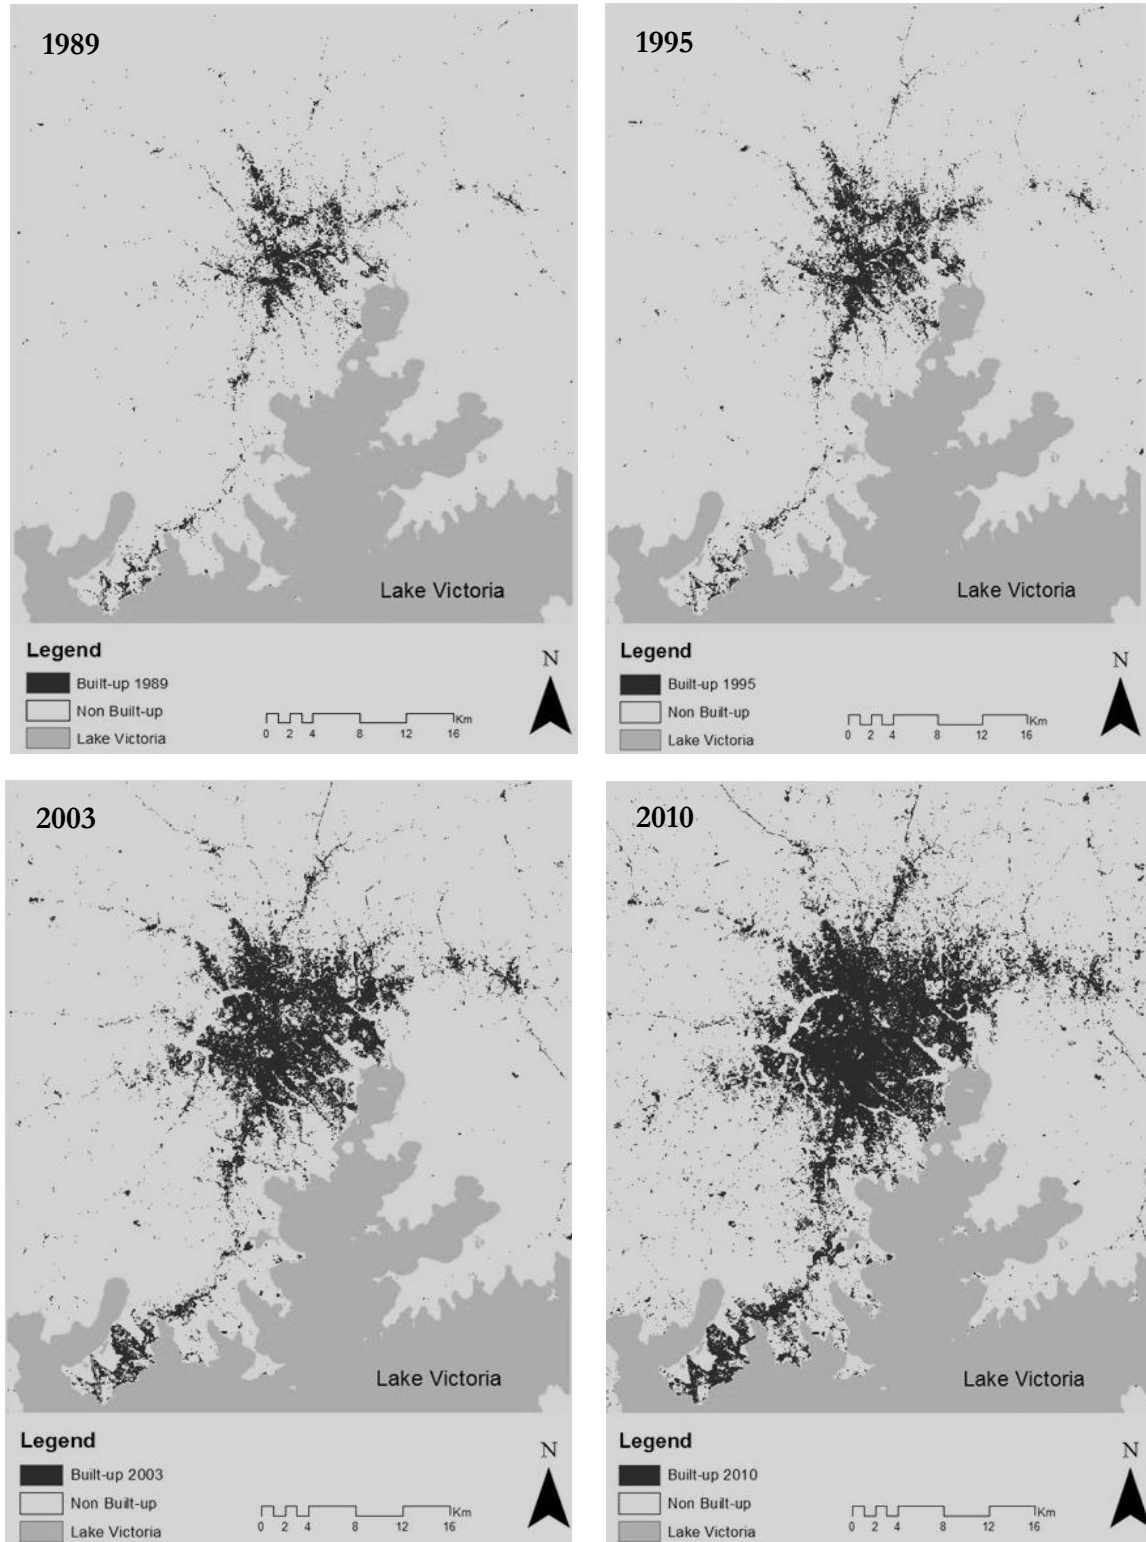 1989
Lake Victoria
Legend
Built-up 1989
Non Built-up
Lake Victoria
N
Km
0 2 4 8 12 16
1995
Lake Victoria
Legend
Built-up 1995
Non Built-up
Lake Victoria
N
Km
0 2 4 8 12 16
2003
Lake Victoria
Legend
Built-up 2003
Non Built-up
Lake Victoria
N
Km
0 2 4 8 12 16
2010
Lake Victoria
Legend
Built-up 2010
Non Built-up
Lake Victoria
N
Km
0 2 4 8 12 16